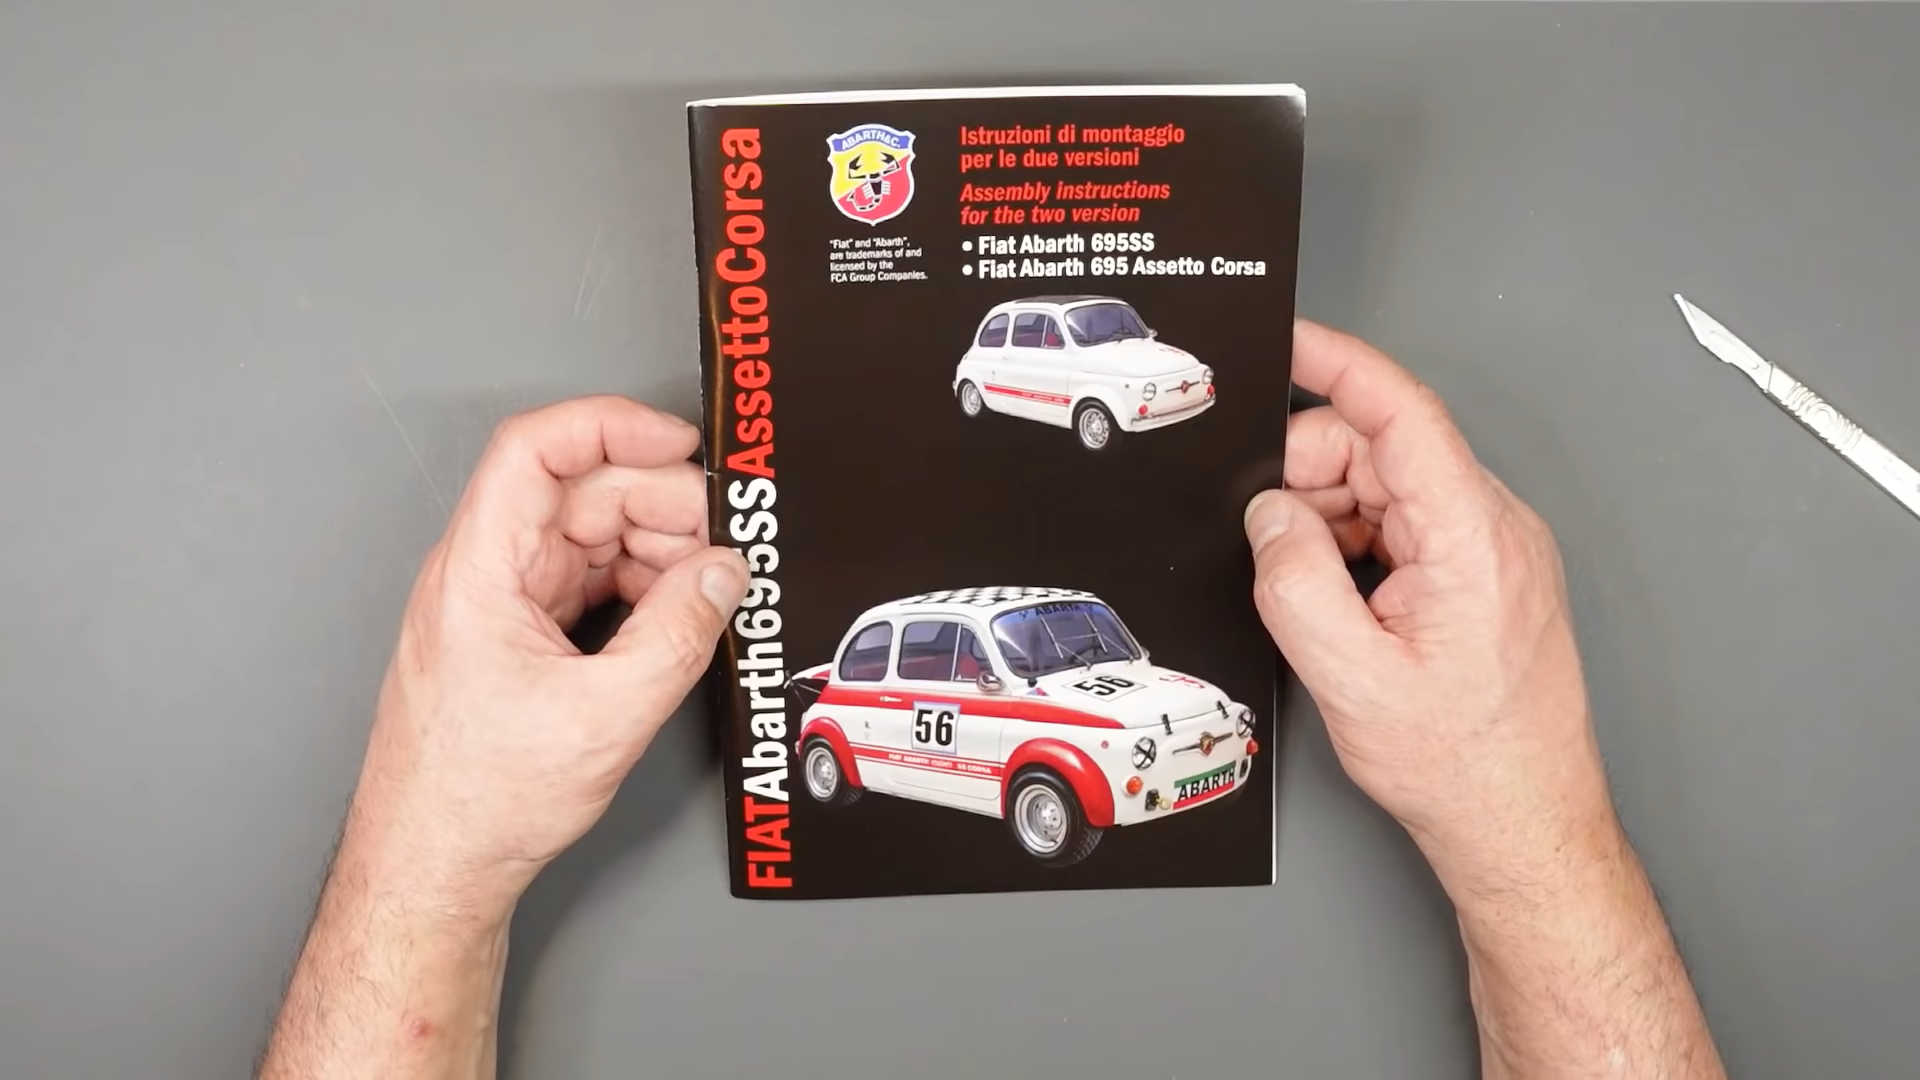 FIATAbarth695SSAssettoCorsa
ABARTH&C.
"Fiat" and "Abarth",
are trademarks of and
licensed by the
FCA Group Companies.
Istruzioni di montaggio
per le due versioni
Assembly instructions
for the two version
• Fiat Abarth 695SS
• Fiat Abarth 695 Assetto Corsa
ABARTH
56
56
ABARTH